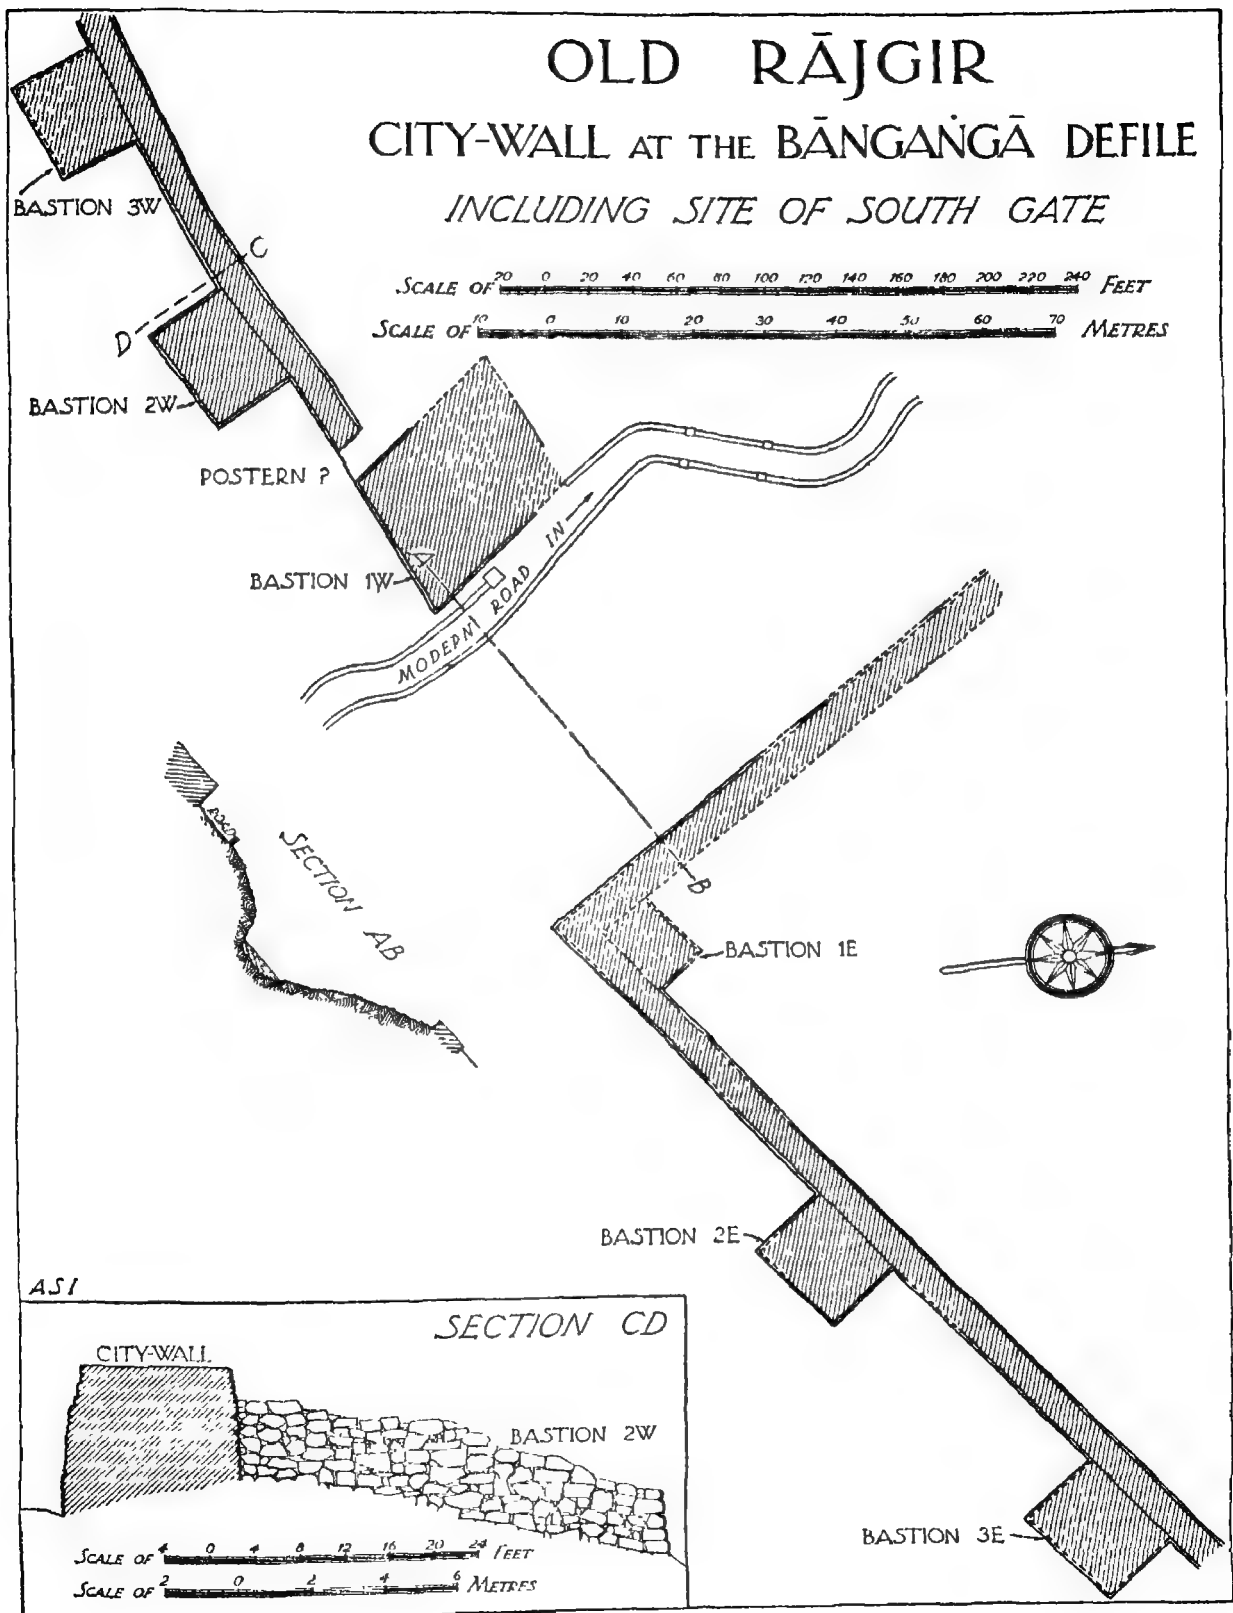 OLD RĀJGIR
CITY-WALL AT THE BĀNGAṄGĀ DEFILE
INCLUDING SITE OF SOUTH GATE
SCALE OF 20 0 20 40 60 80 100 120 140 160 180 200 220 240 FEET
SCALE OF 10 0 10 20 30 40 50 60 70 METRES
BASTION 3W
C
D
BASTION 2W
POSTERN ?
A
BASTION 1W
MODERN ROAD IN
ROAD
SECTION AB
B
BASTION 1E
BASTION 2E
BASTION 3E
ASI
SECTION CD
CITY-WALL
BASTION 2W
SCALE OF 4 0 4 8 12 16 20 24 FEET
SCALE OF 2 0 2 4 6 METRES